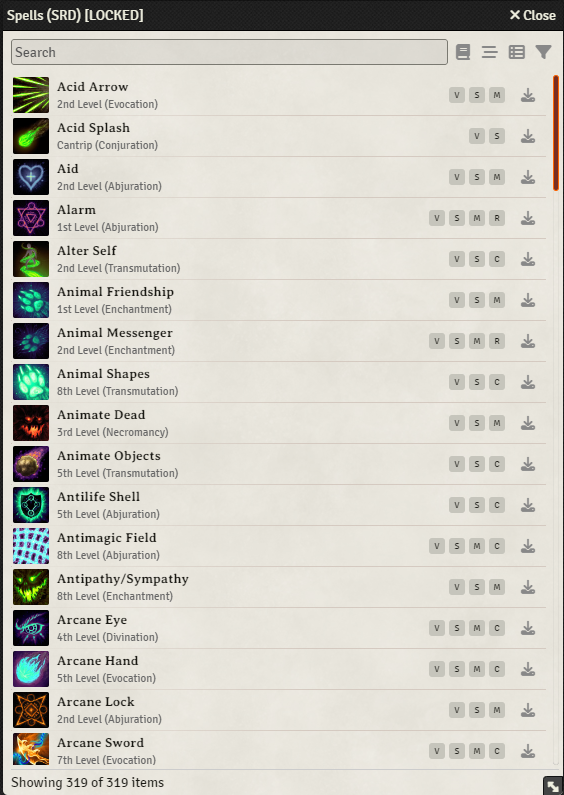 Spells (SRD) [LOCKED] Close
Search
Acid Arrow
2nd Level (Evocation) V S M
Acid Splash
Cantrip (Conjuration) V S
Aid
2nd Level (Abjuration) V S M
Alarm
1st Level (Abjuration) V S M R
Alter Self
2nd Level (Transmutation) V S C
Animal Friendship
1st Level (Enchantment) V S M
Animal Messenger
2nd Level (Enchantment) V S M R
Animal Shapes
8th Level (Transmutation) V S C
Animate Dead
3rd Level (Necromancy) V S M
Animate Objects
5th Level (Transmutation) V S C
Antilife Shell
5th Level (Abjuration) V S C
Antimagic Field
8th Level (Abjuration) V S M C
Antipathy/Sympathy
8th Level (Enchantment) V S M
Arcane Eye
4th Level (Divination) V S M C
Arcane Hand
5th Level (Evocation) V S M C
Arcane Lock
2nd Level (Abjuration) V S M
Arcane Sword
7th Level (Evocation) V S M C
Showing 319 of 319 items